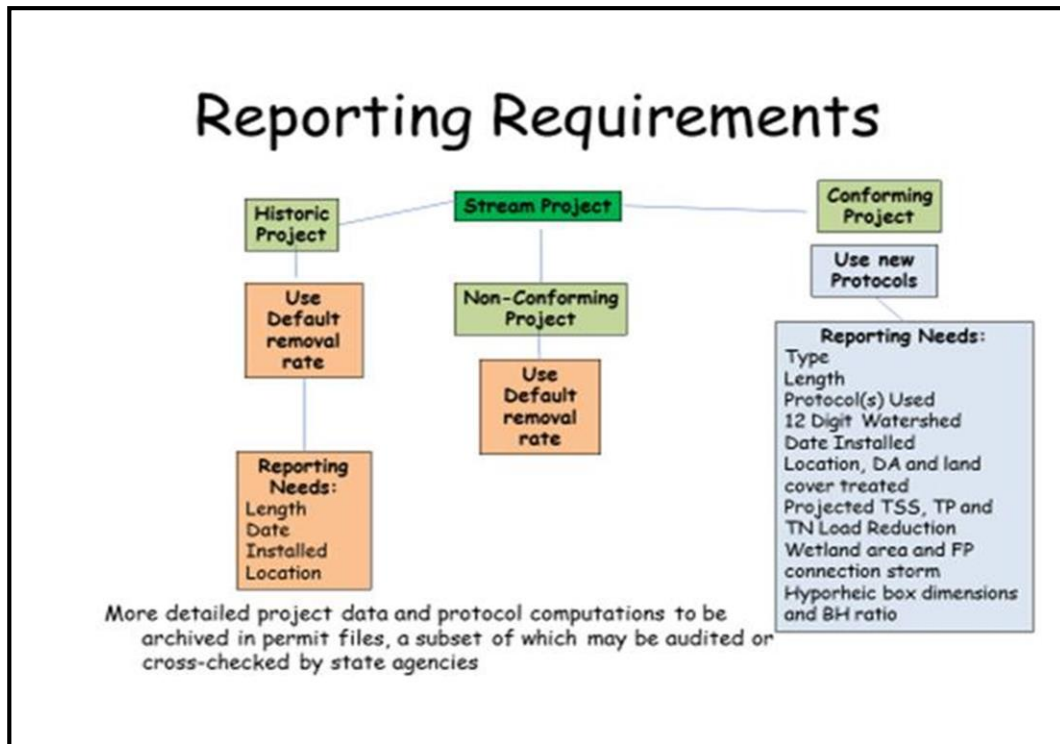 Reporting Requirements
Historic
Project
Stream Project
Conforming
Project
Use
Default
removal
rate
Non-Conforming
Project
Use new
Protocols
Use
Default
removal
rate
Reporting
Needs:
Length
Date
Installed
Location
Reporting Needs:
Type
Length
Protocol(s) Used
12 Digit Watershed
Date Installed
Location, DA and land
cover treated
Projected TSS, TP and
TN Load Reduction
Wetland area and FP
connection storm
Hyporheic box dimensions
and BH ratio
More detailed project data and protocol computations to be
archived in permit files, a subset of which may be audited or
cross-checked by state agencies